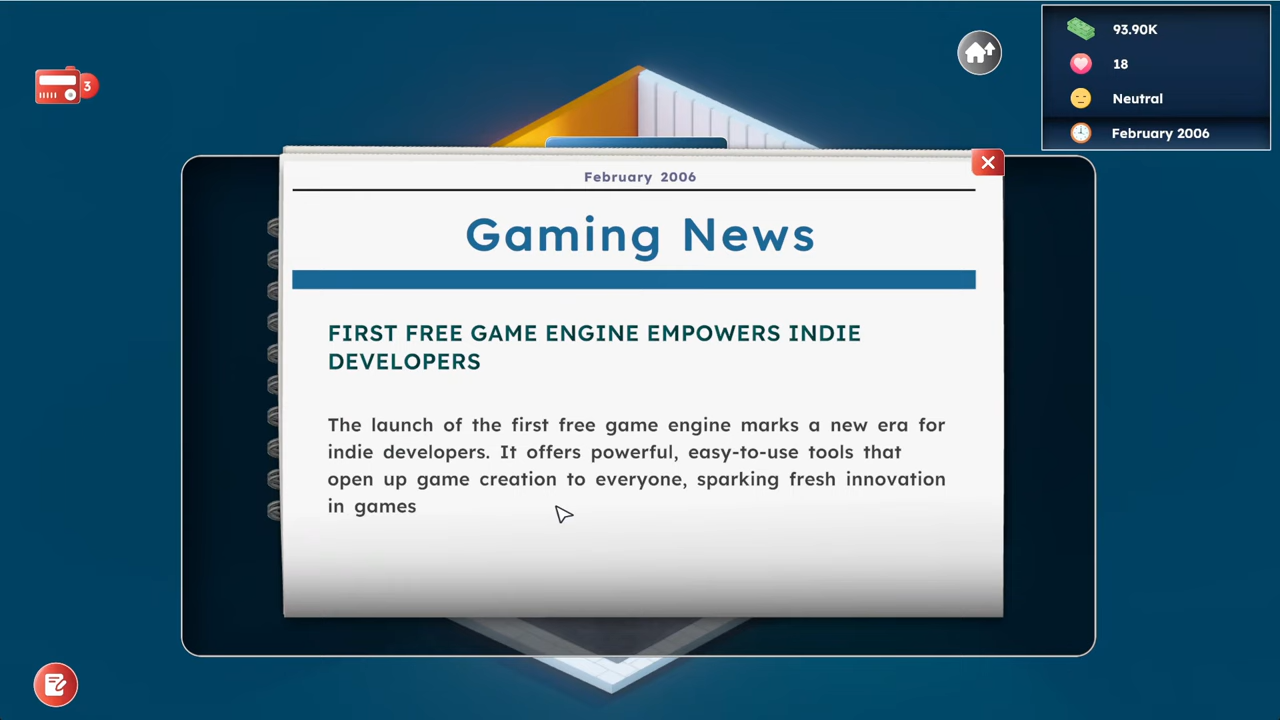 93.90K
3
18
Neutral
February 2006
February 2006
Gaming News
FIRST FREE GAME ENGINE EMPOWERS INDIE
DEVELOPERS
The launch of the first free game engine marks a new era for
indie developers. It offers powerful, easy-to-use tools that
open up game creation to everyone, sparking fresh innovation
in games